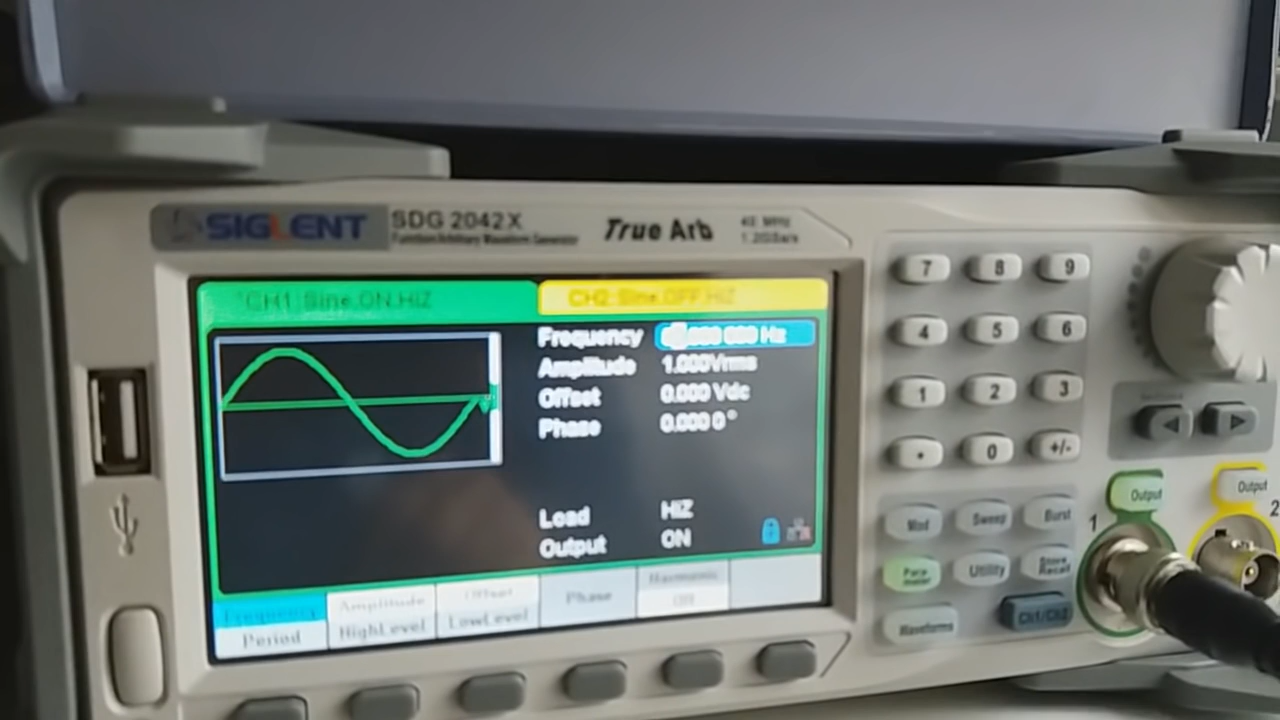 SIGLENT SDG 2042X True Arb 40 MHz
Function/Arbitrary Waveform Generator 1.2GSa/s
CH1:Sine,ON,HiZ CH2:Sine,OFF,HiZ
Frequency Hz
Amplitude 1.000Vrms
Offset 0.000 Vdc
Phase 0.000 0°
Load HiZ
Output ON
Frequency Amplitude Offset Phase Harmonic
Period HighLevel LowLevel Off
7 8 9
4 5 6
1 2 3
. 0 +/-
Mod Sweep Burst
Parameter Utility Store Recall
Waveforms Ch1/Ch2
Output Output
1 2